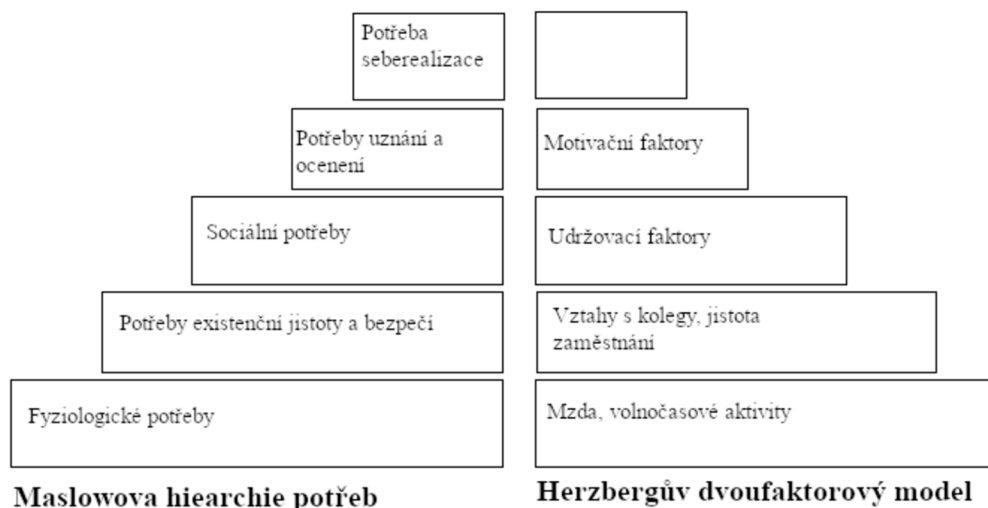 Potřeba
seberealizace
Potřeby uznání a
ocenení
Motivační faktory
Sociální potřeby
Udržovací faktory
Potřeby existenční jistoty a bezpečí
Vztahy s kolegy, jistota
zaměstnání
Fyziologické potřeby
Mzda, volnočasové aktivity
Maslowova hiearchie potřeb
Herzbergův dvoufaktorový model